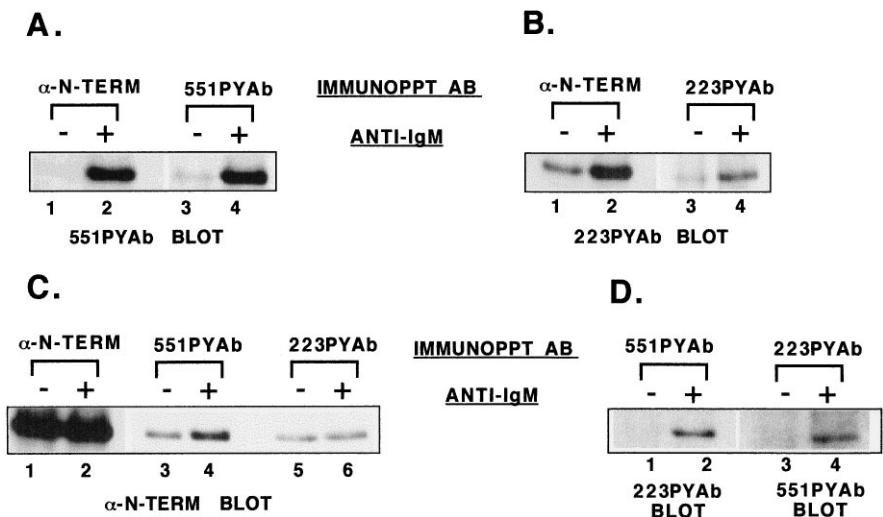 A.
B.
α-N-TERM 551PYAb IMMUNOPPT AB α-N-TERM 223PYAb
- + - + ANTI-IgM - + - +
1 2 3 4 1 2 3 4
551PYAb BLOT 223PYAb BLOT
C.
D.
α-N-TERM 551PYAb 223PYAb IMMUNOPPT AB 551PYAb 223PYAb
- + - + - + ANTI-IgM - + - +
1 2 3 4 5 6 1 2 3 4
α-N-TERM BLOT 223PYAb 551PYAb
BLOT BLOT